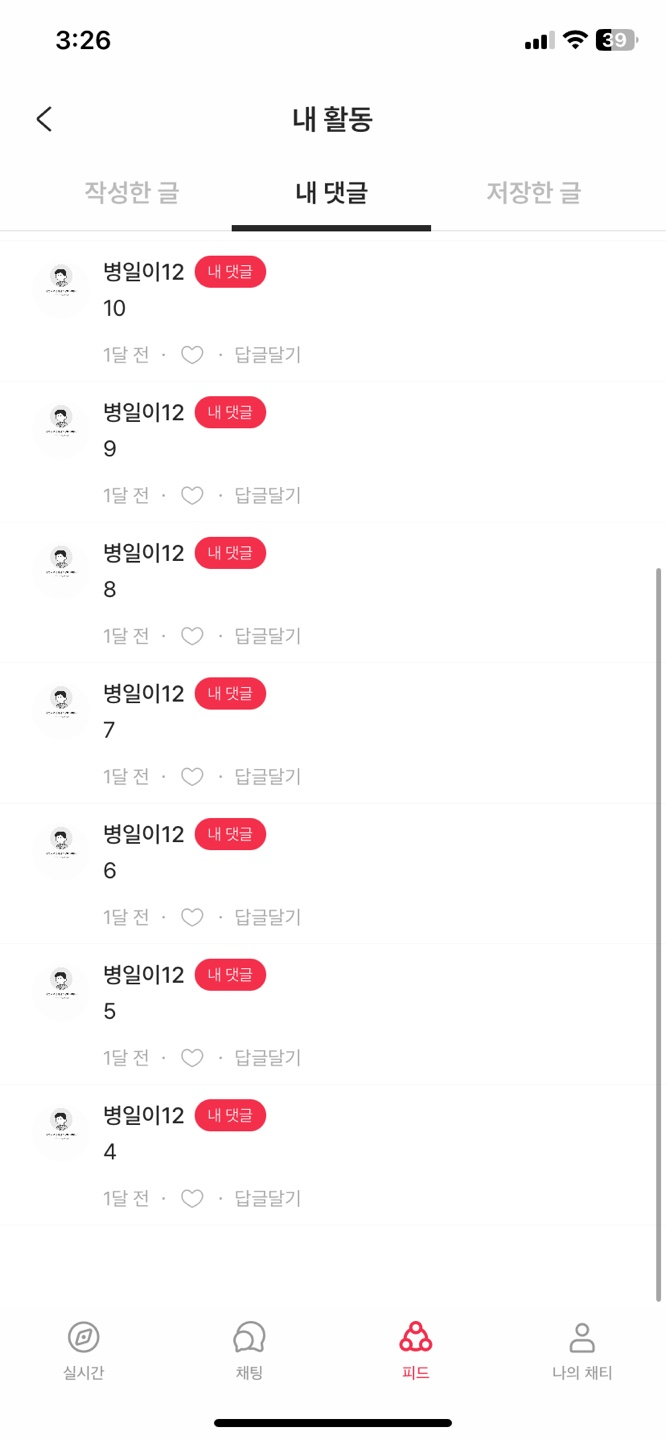 3:26
39
내 활동
작성한 글
내 댓글
저장한 글
병일이12 내 댓글
10
1달 전 · 답글달기
병일이12 내 댓글
9
1달 전 · 답글달기
병일이12 내 댓글
8
1달 전 · 답글달기
병일이12 내 댓글
7
1달 전 · 답글달기
병일이12 내 댓글
6
1달 전 · 답글달기
병일이12 내 댓글
5
1달 전 · 답글달기
병일이12 내 댓글
4
1달 전 · 답글달기
실시간
채팅
피드
나의 채티